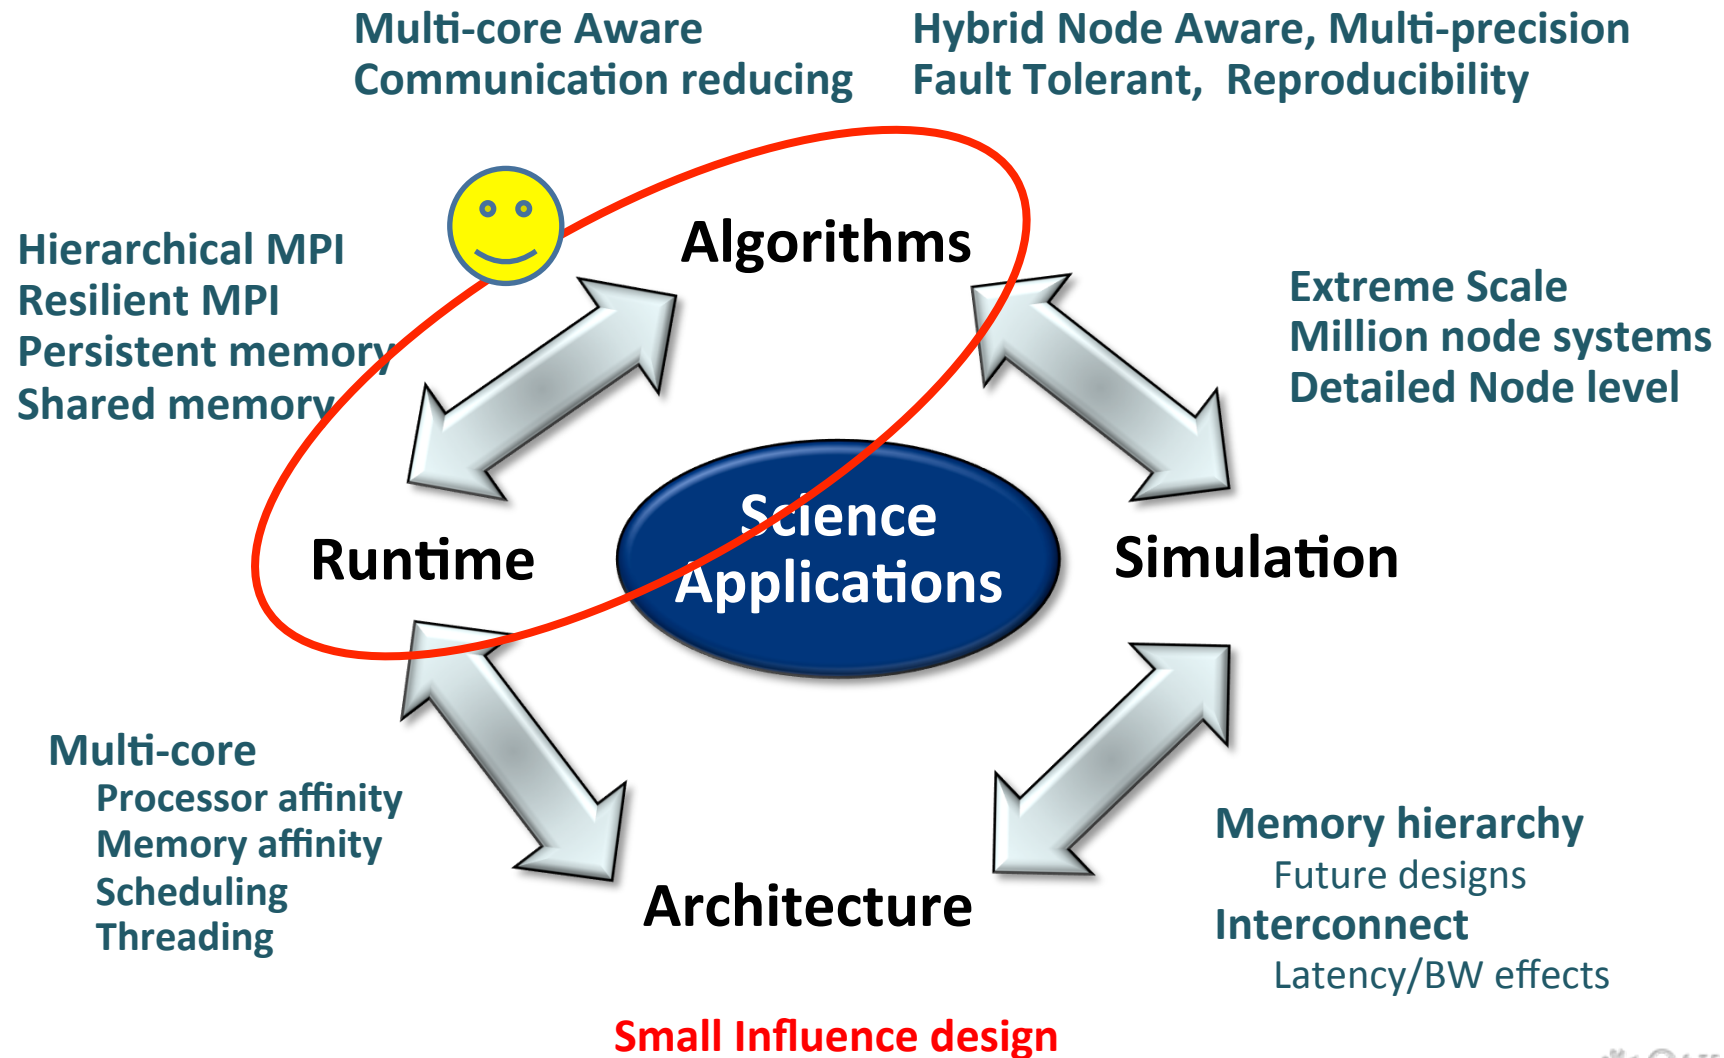 Multi-core Aware
Communication reducing
Hybrid Node Aware, Multi-precision
Fault Tolerant, Reproducibility
Algorithms
Hierarchical MPI
Resilient MPI
Persistent memory
Shared memory
Extreme Scale
Million node systems
Detailed Node level
Science
Applications
Runtime
Simulation
Multi-core
Processor affinity
Memory affinity
Scheduling
Threading
Architecture
Memory hierarchy
Future designs
Interconnect
Latency/BW effects
Small Influence design